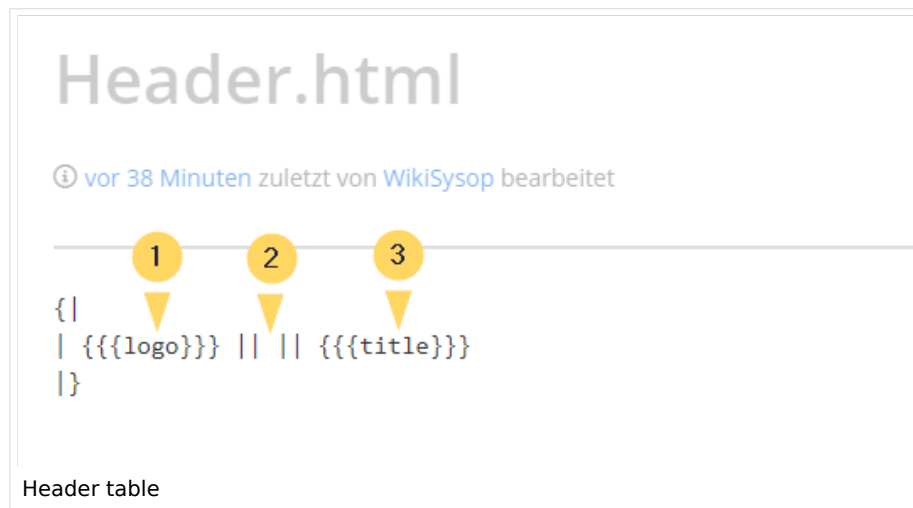 Header.html
i vor 38 Minuten zuletzt von WikiSysop bearbeitet
1 2 3
{|
| {{{logo}}} || || {{{title}}}
|}
Header table